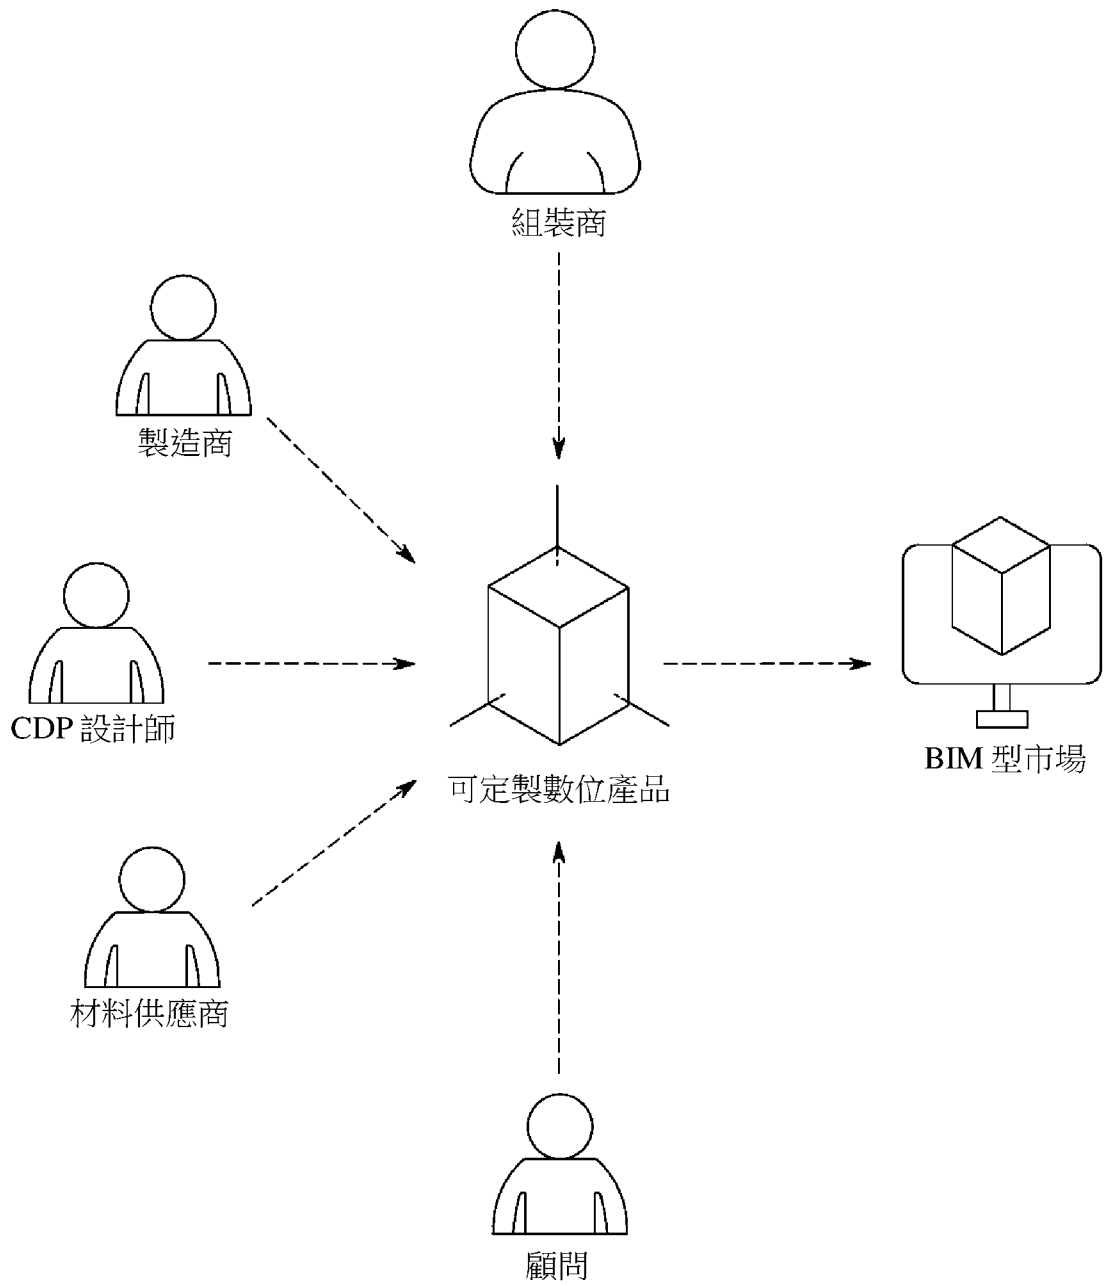 組裝商
製造商
CDP 設計師
BIM 型市場
可定製數位產品
材料供應商
顧問